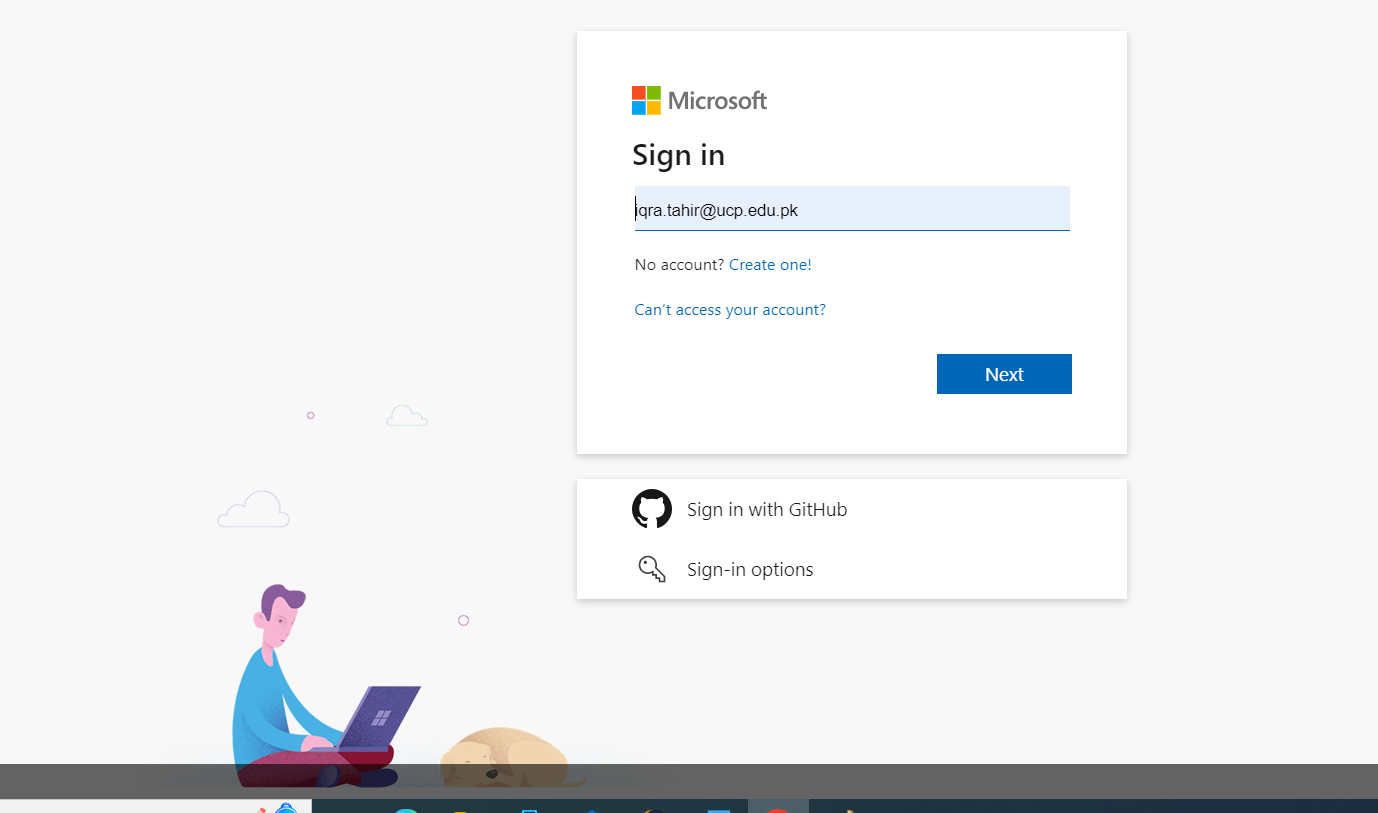 Microsoft
Sign in
iqra.tahir@ucp.edu.pk
No account? Create one!
Can't access your account?
Next
Sign in with GitHub
Sign-in options